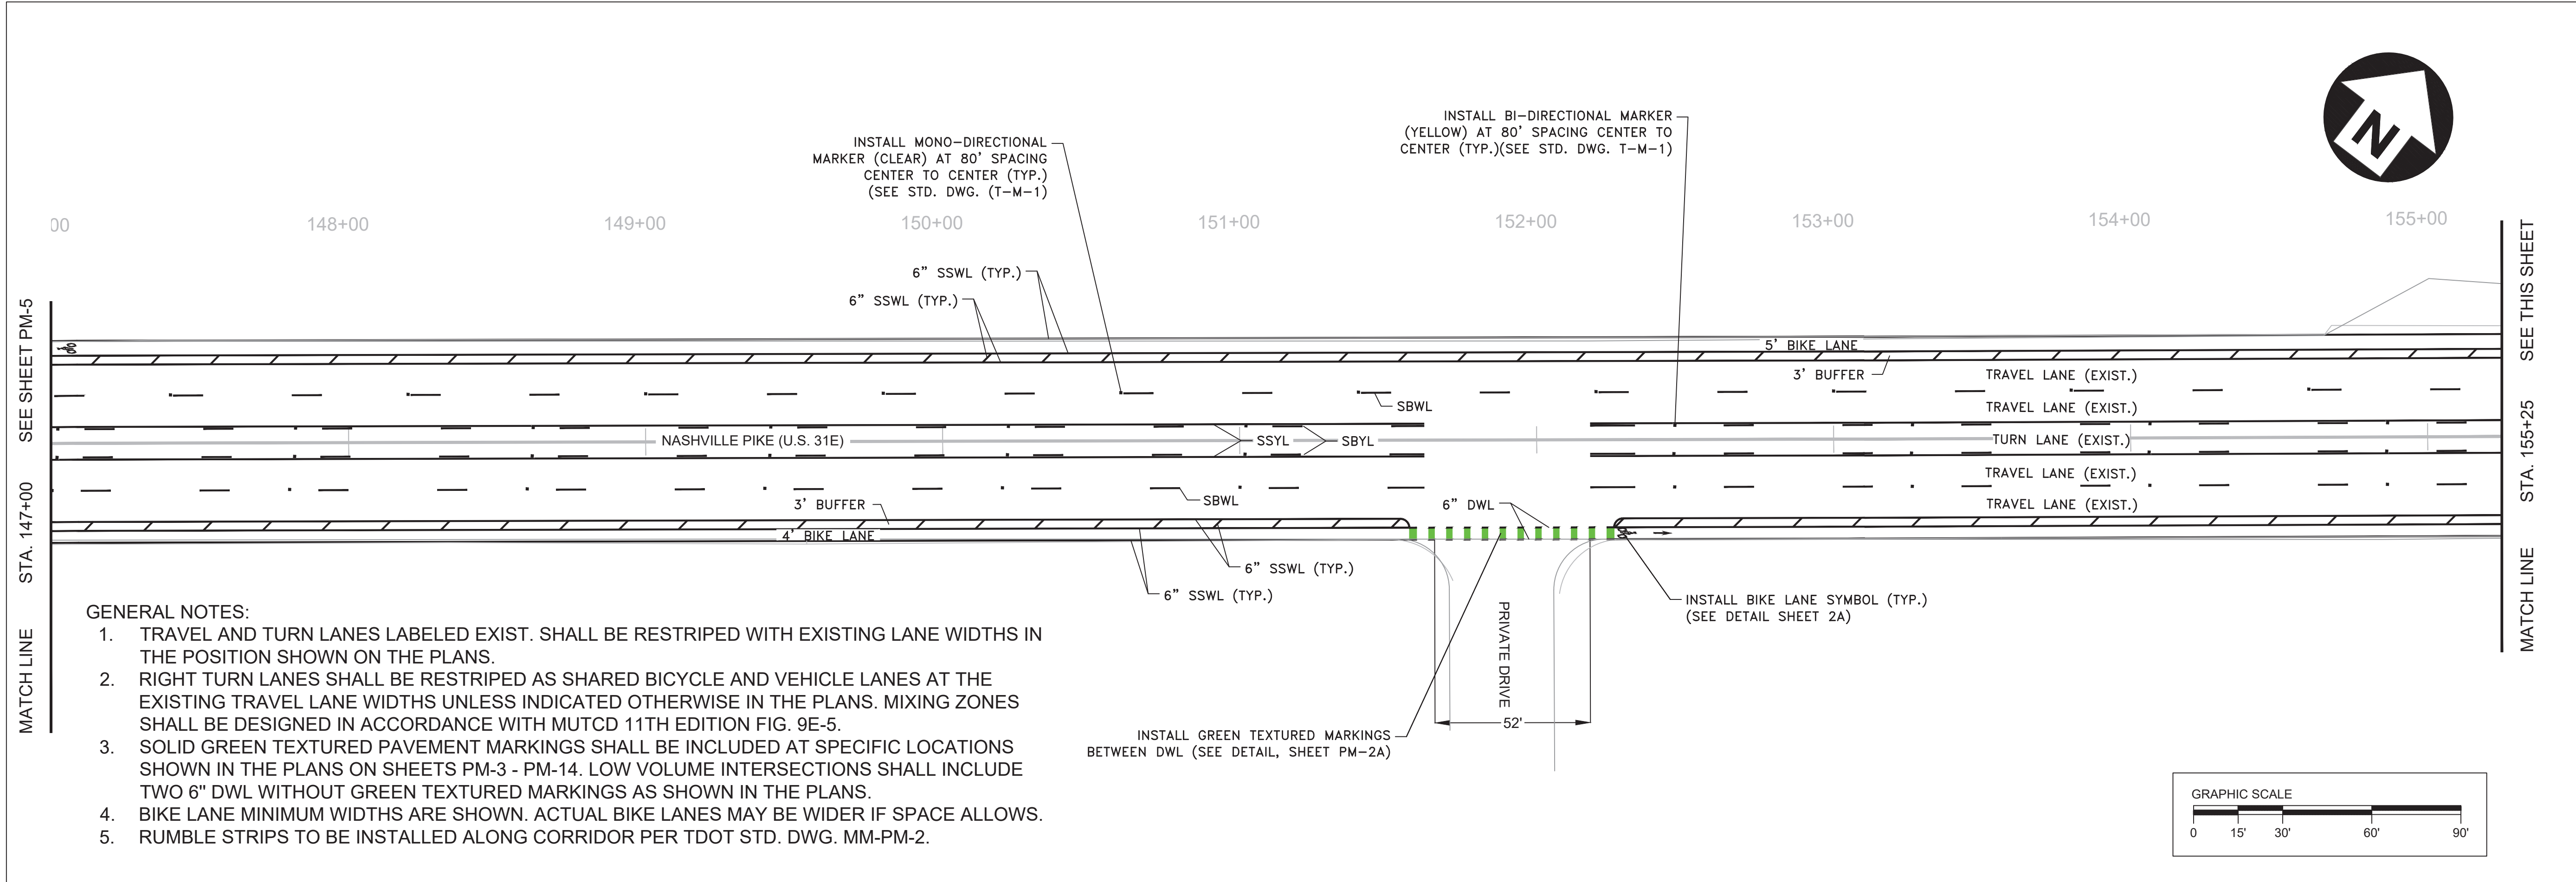 INSTALL BI-DIRECTIONAL MARKER
(YELLOW) AT 80' SPACING CENTER TO
CENTER (TYP.)(SEE STD. DWG. T-M-1)
INSTALL MONO-DIRECTIONAL
MARKER (CLEAR) AT 80' SPACING
CENTER TO CENTER (TYP.)
(SEE STD. DWG. (T-M-1)
N
00
148+00
149+00
150+00
151+00
152+00
153+00
154+00
155+00
6" SSWL (TYP.)
6" SSWL (TYP.)
MATCH LINE STA. 147+00 SEE SHEET PM-5
MATCH LINE STA. 155+25 SEE THIS SHEET
5' BIKE LANE
3' BUFFER
TRAVEL LANE (EXIST.)
SBWL
TRAVEL LANE (EXIST.)
NASHVILLE PIKE (U.S. 31E)
SSYL
SBYL
TURN LANE (EXIST.)
TRAVEL LANE (EXIST.)
SBWL
3' BUFFER
6" DWL
TRAVEL LANE (EXIST.)
4' BIKE LANE
6" SSWL (TYP.)
6" SSWL (TYP.)
INSTALL BIKE LANE SYMBOL (TYP.)
(SEE DETAIL SHEET 2A)
PRIVATE DRIVE
52'
INSTALL GREEN TEXTURED MARKINGS
BETWEEN DWL (SEE DETAIL, SHEET PM-2A)
GENERAL NOTES:
1. TRAVEL AND TURN LANES LABELED EXIST. SHALL BE RESTRIPED WITH EXISTING LANE WIDTHS IN
THE POSITION SHOWN ON THE PLANS.
2. RIGHT TURN LANES SHALL BE RESTRIPED AS SHARED BICYCLE AND VEHICLE LANES AT THE
EXISTING TRAVEL LANE WIDTHS UNLESS INDICATED OTHERWISE IN THE PLANS. MIXING ZONES
SHALL BE DESIGNED IN ACCORDANCE WITH MUTCD 11TH EDITION FIG. 9E-5.
3. SOLID GREEN TEXTURED PAVEMENT MARKINGS SHALL BE INCLUDED AT SPECIFIC LOCATIONS
SHOWN IN THE PLANS ON SHEETS PM-3 - PM-14. LOW VOLUME INTERSECTIONS SHALL INCLUDE
TWO 6" DWL WITHOUT GREEN TEXTURED MARKINGS AS SHOWN IN THE PLANS.
4. BIKE LANE MINIMUM WIDTHS ARE SHOWN. ACTUAL BIKE LANES MAY BE WIDER IF SPACE ALLOWS.
5. RUMBLE STRIPS TO BE INSTALLED ALONG CORRIDOR PER TDOT STD. DWG. MM-PM-2.
GRAPHIC SCALE
0 15' 30' 60' 90'